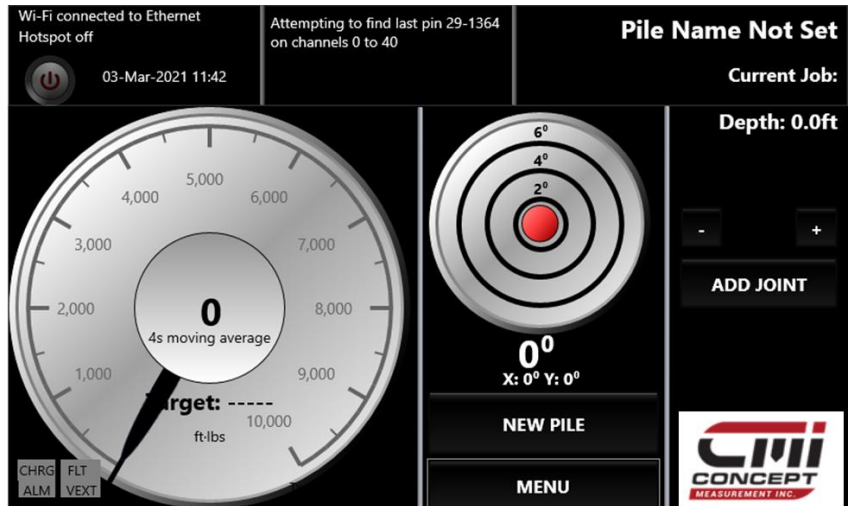 Wi-Fi connected to Ethernet
Hotspot off
03-Mar-2021 11:42
Attempting to find last pin 29-1364
on channels 0 to 40
Pile Name Not Set
Current Job:
5,000
4,000
6,000
3,000
7,000
2,000
8,000
1,000
9,000
10,000
0
4s moving average
rget: -----
ft·lbs
CHRG FLT
ALM VEXT
6⁰
4⁰
2⁰
0⁰
X: 0⁰ Y: 0⁰
NEW PILE
MENU
Depth: 0.0ft
- +
ADD JOINT
CMI
CONCEPT
MEASUREMENT INC.